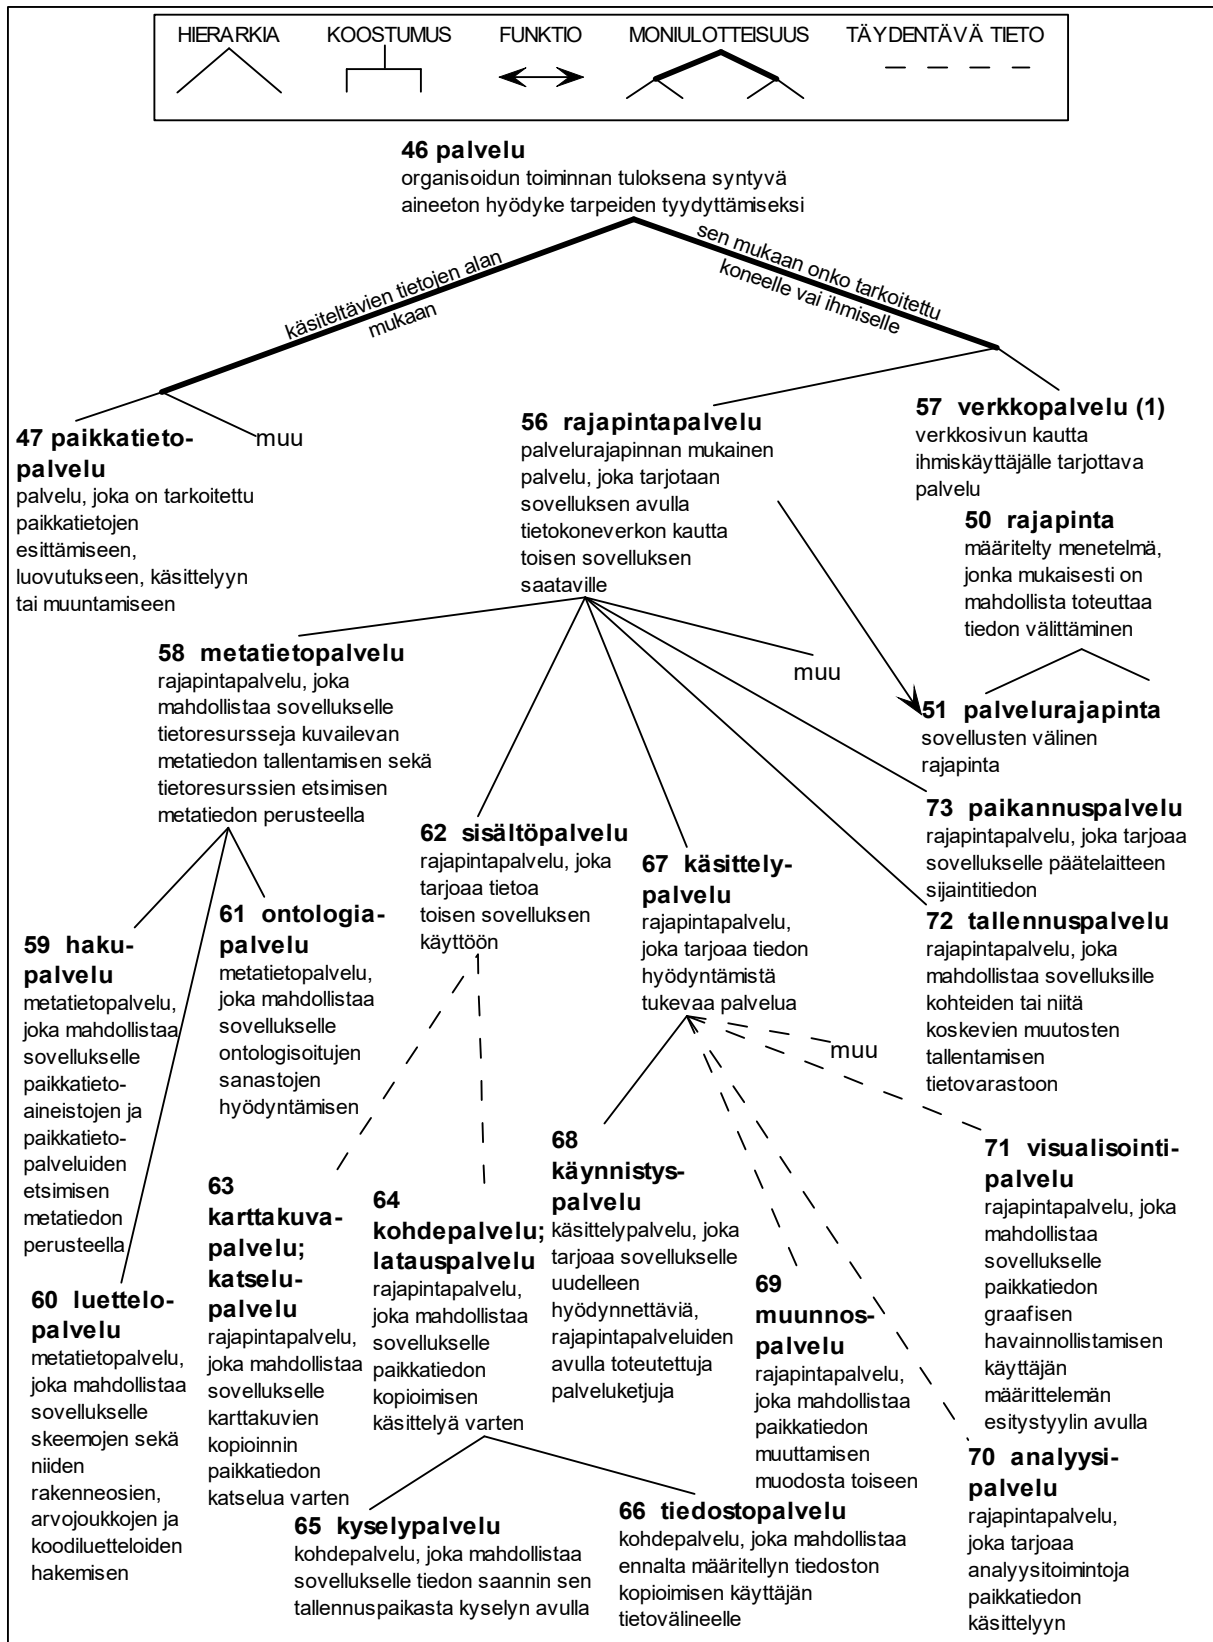 HIERARKIA
KOOSTUMUS
FUNKTIO
MONIULOTTEISUUS
TÄYDENTÄVÄ TIETO
46 palvelu
organisoidun toiminnan tuloksena syntyvä
aineeton hyödyke tarpeiden tyydyttämiseksi
käsiteltävien tietojen alan
mukaan
sen mukaan onko tarkoitettu
koneelle vai ihmiselle
47 paikkatieto-
palvelu
palvelu, joka on tarkoitettu
paikkatietojen
esittämiseen,
luovutukseen, käsittelyyn
tai muuntamiseen
muu
56 rajapintapalvelu
palvelurajapinnan mukainen
palvelu, joka tarjotaan
sovelluksen avulla
tietokoneverkon kautta
toisen sovelluksen
saataville
57 verkkopalvelu (1)
verkkosivun kautta
ihmiskäyttäjälle tarjottava
palvelu
50 rajapinta
määritelty menetelmä,
jonka mukaisesti on
mahdollista toteuttaa
tiedon välittäminen
51 palvelurajapinta
sovellusten välinen
rajapinta
58 metatietopalvelu
rajapintapalvelu, joka
mahdollistaa sovellukselle
tietoresursseja kuvailevan
metatiedon tallentamisen sekä
tietoresurssien etsimisen
metatiedon perusteella
muu
62 sisältöpalvelu
rajapintapalvelu, joka
tarjoaa tietoa
toisen sovelluksen
käyttöön
67 käsittely-
palvelu
rajapintapalvelu,
joka tarjoaa tiedon
hyödyntämistä
tukevaa palvelua
73 paikannuspalvelu
rajapintapalvelu, joka tarjoaa
sovellukselle päätelaitteen
sijaintitiedon
72 tallennuspalvelu
rajapintapalvelu, joka
mahdollistaa sovelluksille
kohteiden tai niitä
koskevien muutosten
tallentamisen
tietovarastoon
59 haku-
palvelu
metatietopalvelu,
joka mahdollistaa
sovellukselle
paikkatieto-
aineistojen ja
paikkatieto-
palveluiden
etsimisen
metatiedon
perusteella
61 ontologia-
palvelu
metatietopalvelu,
joka mahdollistaa
sovellukselle
ontologisoitujen
sanastojen
hyödyntämisen
muu
60 luettelo-
palvelu
metatietopalvelu,
joka mahdollistaa
sovellukselle
skeemojen sekä
niiden
rakenneosien,
arvojoukkojen ja
koodiluetteloiden
hakemisen
63
karttakuva-
palvelu;
katselu-
palvelu
rajapintapalvelu,
joka mahdollistaa
sovellukselle
karttakuvien
kopioinnin
paikkatiedon
katselua varten
64
kohdepalvelu;
latauspalvelu
rajapintapalvelu,
joka mahdollistaa
sovellukselle
paikkatiedon
kopioimisen
käsittelyä varten
68
käynnistys-
palvelu
käsittelypalvelu, joka
tarjoaa sovellukselle
uudelleen
hyödynnettäviä,
rajapintapalveluiden
avulla toteutettuja
palveluketjuja
69
muunnos-
palvelu
rajapintapalvelu,
joka mahdollistaa
paikkatiedon
muuttamisen
muodosta toiseen
71 visualisointi-
palvelu
rajapintapalvelu, joka
mahdollistaa
sovellukselle
paikkatiedon
graafisen
havainnollistamisen
käyttäjän
määrittelemän
esitystyylin avulla
70 analyysi-
palvelu
rajapintapalvelu,
joka tarjoaa
analyysitoimintoja
paikkatiedon
käsittelyyn
65 kyselypalvelu
kohdepalvelu, joka mahdollistaa
sovellukselle tiedon saannin sen
tallennuspaikasta kyselyn avulla
66 tiedostopalvelu
kohdepalvelu, joka mahdollistaa
ennalta määritellyn tiedoston
kopioimisen käyttäjän
tietovälineelle